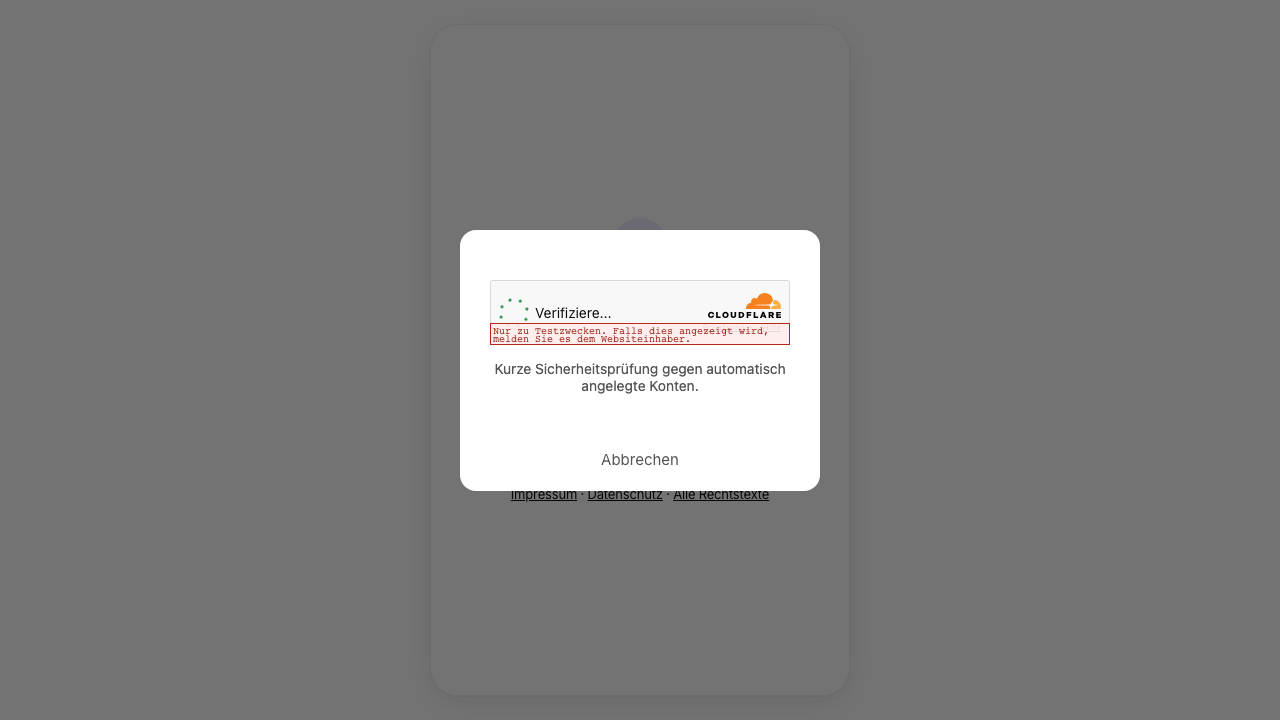 Verifiziere...
CLOUDFLARE
Nur zu Testzwecken. Falls dies angezeigt wird,
melden Sie es dem Websiteinhaber.
Kurze Sicherheitsprüfung gegen automatisch
angelegte Konten.
Abbrechen
Impressum · Datenschutz · Alle Rechtstexte